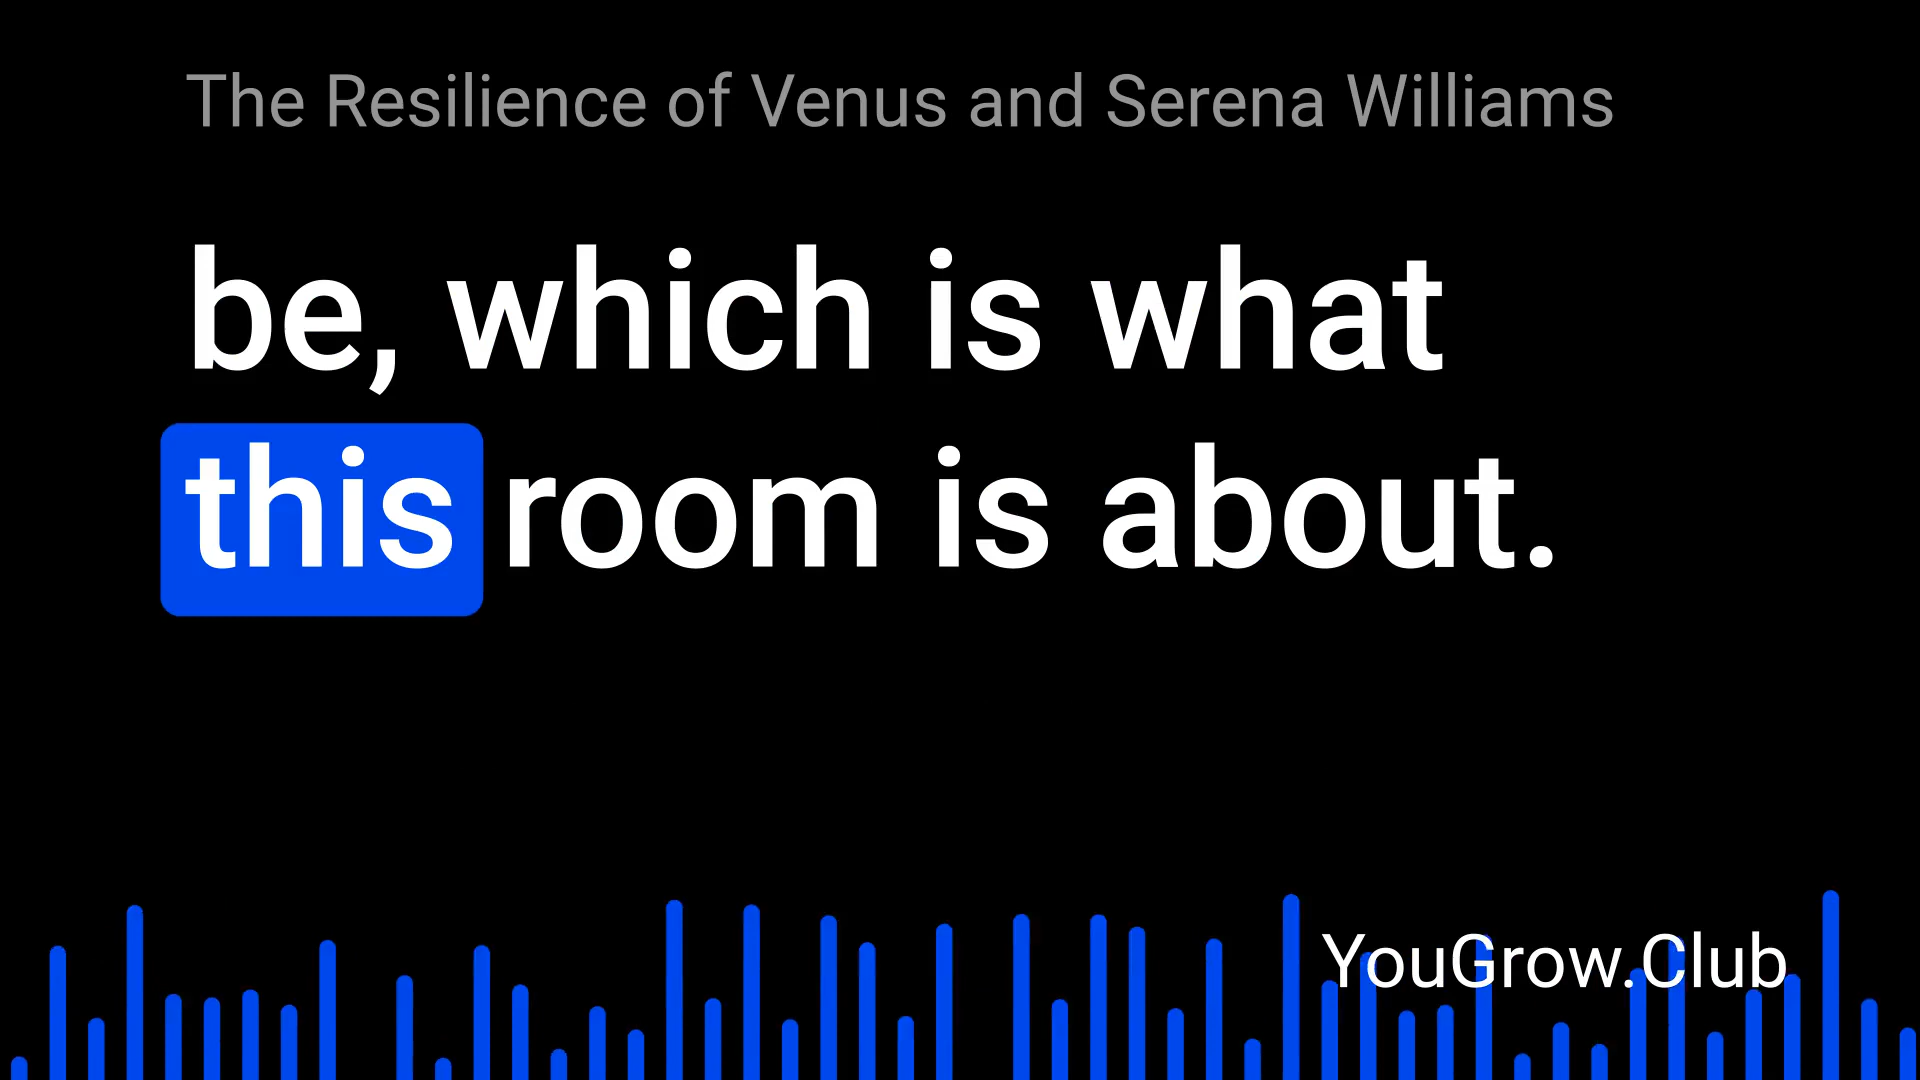 The Resilience of Venus and Serena Williams
be, which is what
this room is about.
YouGrow.Club